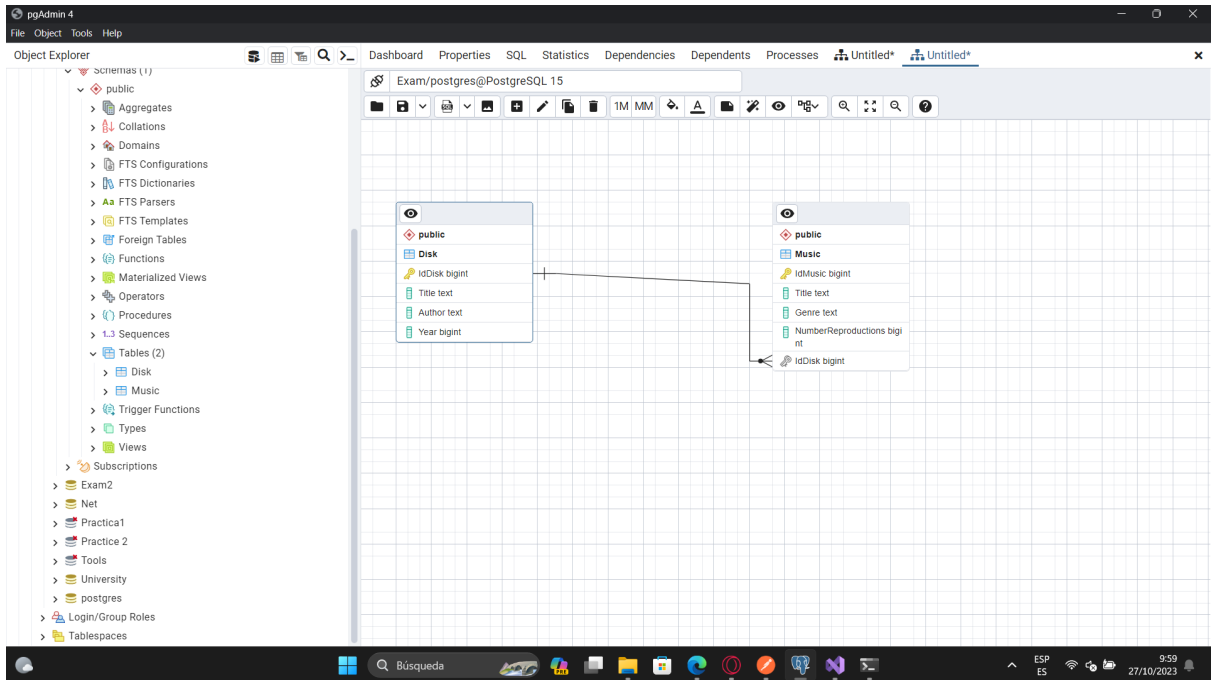 pgAdmin 4
File Object Tools Help
Object Explorer
Dashboard Properties SQL Statistics Dependencies Dependents Processes Untitled* Untitled*
Exam/postgres@PostgreSQL 15
1M MM
Schemas (1)
public
Aggregates
Collations
Domains
FTS Configurations
FTS Dictionaries
Aa FTS Parsers
FTS Templates
Foreign Tables
Functions
Materialized Views
Operators
Procedures
1..3 Sequences
Tables (2)
Disk
Music
Trigger Functions
Types
Views
Subscriptions
Exam2
Net
Practica1
Practice 2
Tools
University
postgres
Login/Group Roles
Tablespaces
public
Disk
IdDisk bigint
Title text
Author text
Year bigint
public
Music
IdMusic bigint
Title text
Genre text
NumberReproductions bigi
nt
IdDisk bigint
Búsqueda
PRE
ESP
ES
9:59
27/10/2023